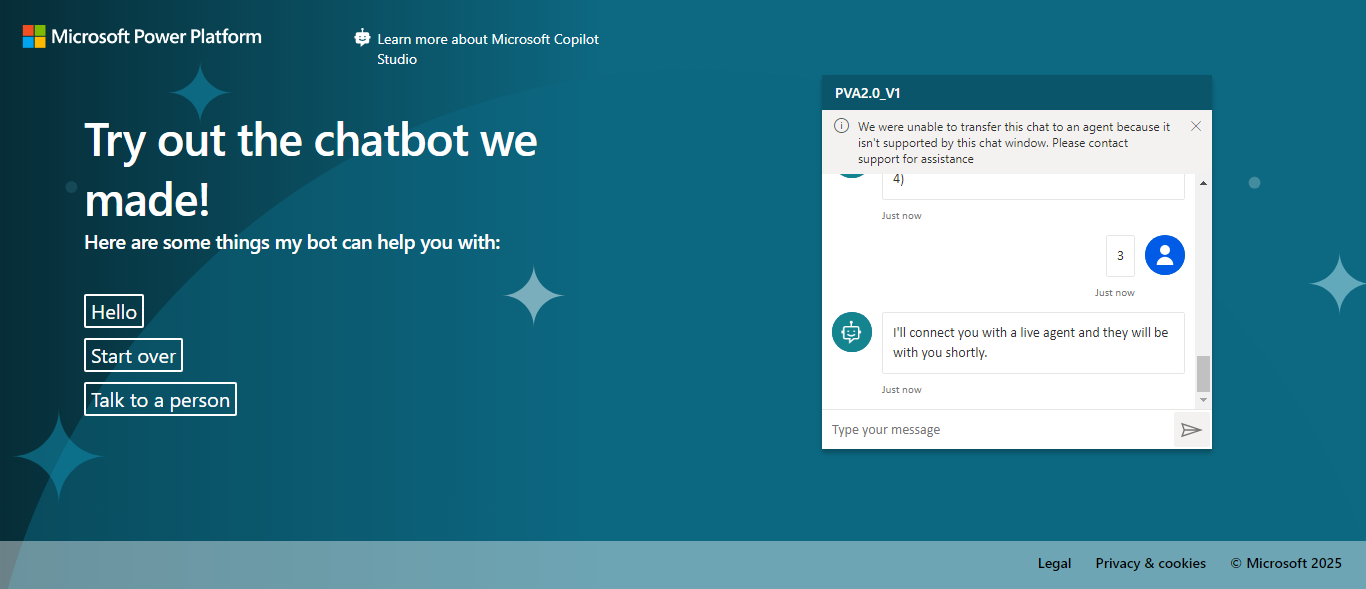 Microsoft Power Platform
Learn more about Microsoft Copilot
Studio
Try out the chatbot we
made!
Here are some things my bot can help you with:
Hello
Start over
Talk to a person
PVA2.0_V1
We were unable to transfer this chat to an agent because it
isn't supported by this chat window. Please contact
support for assistance
4)
Just now
3
Just now
I'll connect you with a live agent and they will be
with you shortly.
Just now
Type your message
Legal
Privacy & cookies
© Microsoft 2025